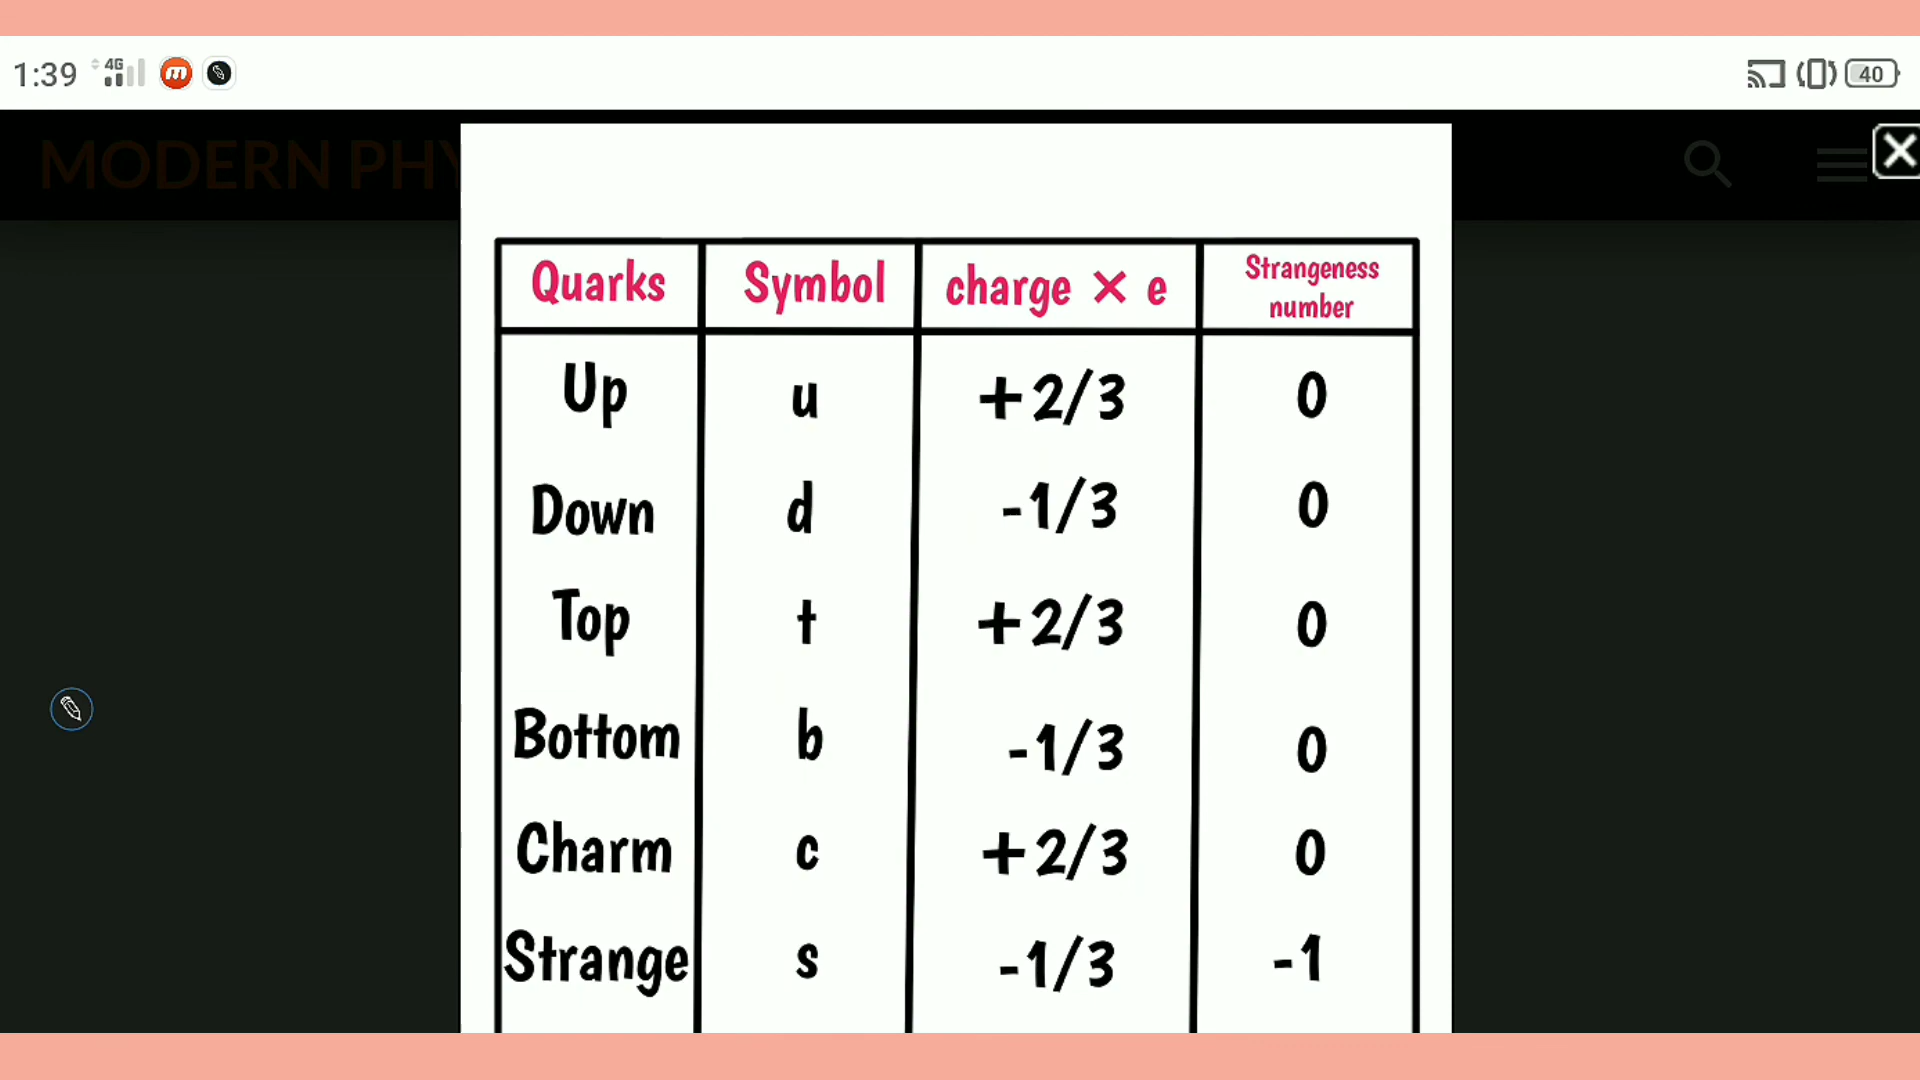 1:39 4G 40
MODERN PHY
Quarks Symbol charge × e Strangeness number
Up u +2/3 0
Down d -1/3 0
Top t +2/3 0
Bottom b -1/3 0
Charm c +2/3 0
Strange s -1/3 -1